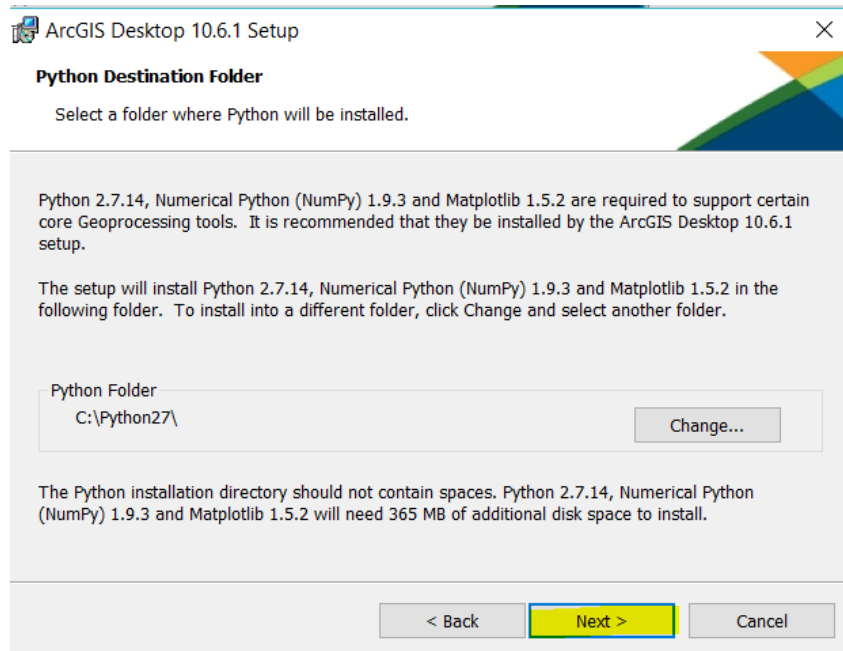 ArcGIS Desktop 10.6.1 Setup
Python Destination Folder
Select a folder where Python will be installed.
Python 2.7.14, Numerical Python (NumPy) 1.9.3 and Matplotlib 1.5.2 are required to support certain
core Geoprocessing tools.  It is recommended that they be installed by the ArcGIS Desktop 10.6.1
setup.
The setup will install Python 2.7.14, Numerical Python (NumPy) 1.9.3 and Matplotlib 1.5.2 in the
following folder.  To install into a different folder, click Change and select another folder.
Python Folder
C:\Python27\
Change...
The Python installation directory should not contain spaces. Python 2.7.14, Numerical Python
(NumPy) 1.9.3 and Matplotlib 1.5.2 will need 365 MB of additional disk space to install.
< Back
Next >
Cancel